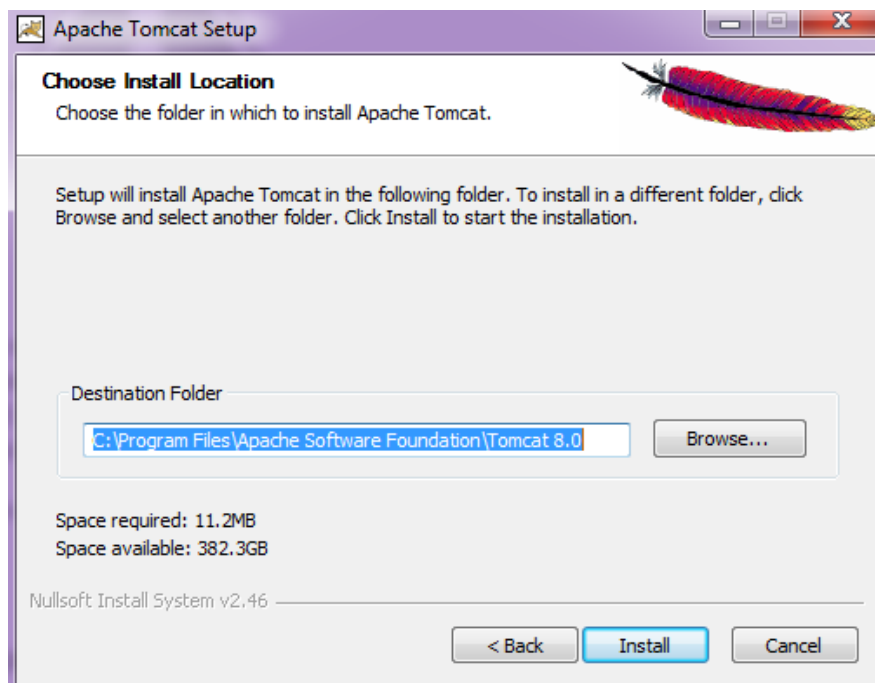 Apache Tomcat Setup
Choose Install Location
Choose the folder in which to install Apache Tomcat.
Setup will install Apache Tomcat in the following folder. To install in a different folder, click
Browse and select another folder. Click Install to start the installation.
Destination Folder
C:\Program Files\Apache Software Foundation\Tomcat 8.0
Browse...
Space required: 11.2MB
Space available: 382.3GB
Nullsoft Install System v2.46
< Back
Install
Cancel